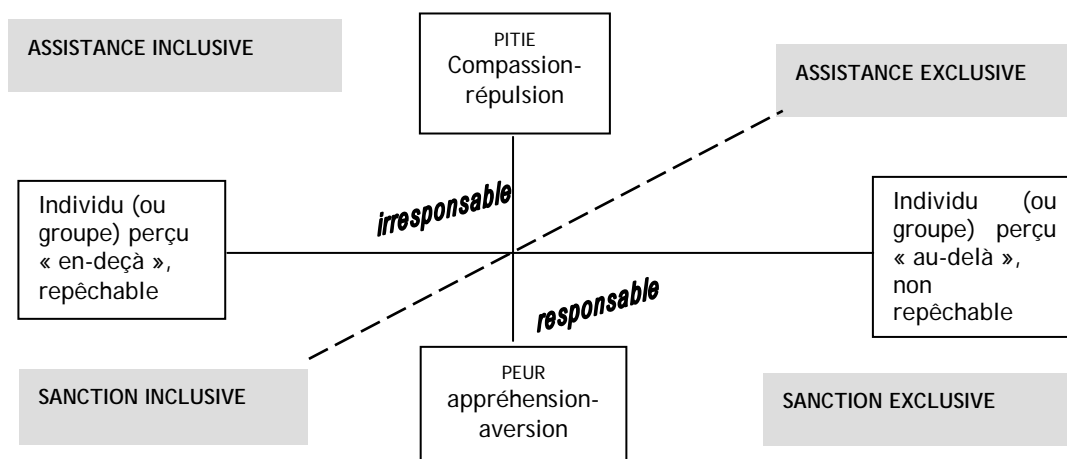 ASSISTANCE INCLUSIVE
PITIE
Compassion-
répulsion
ASSISTANCE EXCLUSIVE
irresponsable
Individu (ou
groupe) perçu
« en-deçà »,
repêchable
Individu (ou
groupe) perçu
« au-delà »,
non
repêchable
responsable
SANCTION INCLUSIVE
PEUR
appréhension-
aversion
SANCTION EXCLUSIVE